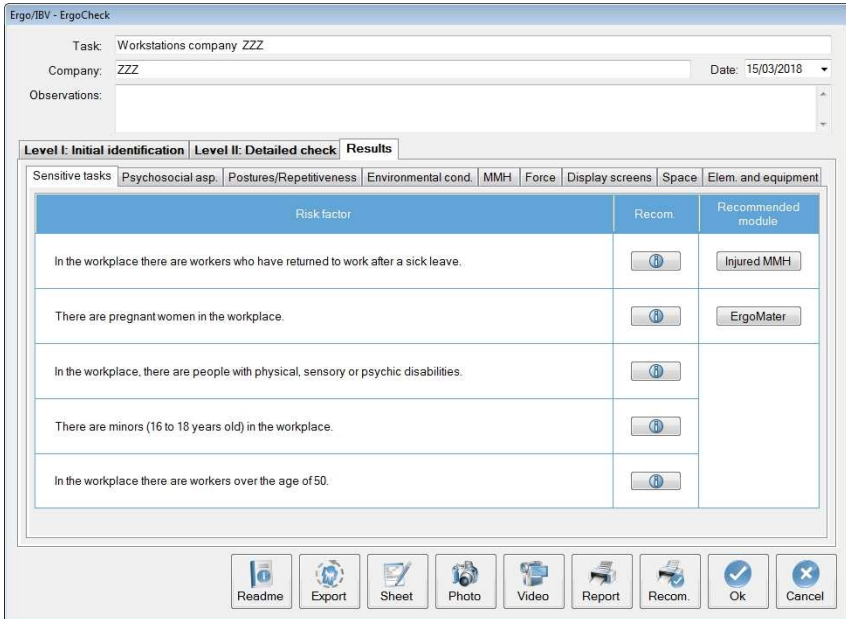 Ergo/IBV - ErgoCheck
Task: Workstations company ZZZ
Company: ZZZ Date: 15/03/2018
Observations:
Level I: Initial identification Level II: Detailed check Results
Sensitive tasks Psychosocial asp. Postures/Repetitiveness Environmental cond. MMH Force Display screens Space Elem. and equipment
Risk factor Recom. Recommended
module
In the workplace there are workers who have returned to work after a sick leave. Injured MMH
There are pregnant women in the workplace. ErgoMater
In the workplace, there are people with physical, sensory or psychic disabilities.
There are minors (16 to 18 years old) in the workplace.
In the workplace there are workers over the age of 50.
Readme Export Sheet Photo Video Report Recom. Ok Cancel